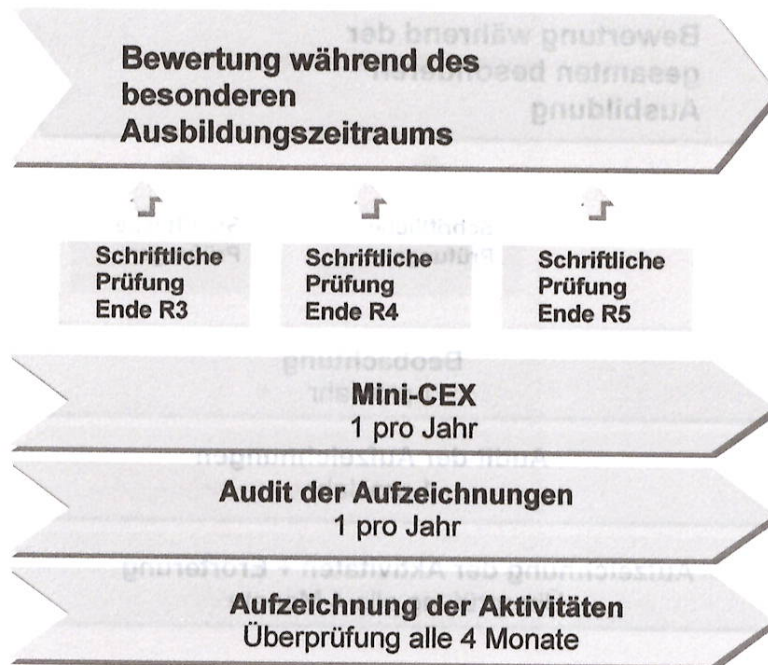 Bewertung während des
besonderen
Ausbildungszeitraums
Schriftliche
Prüfung
Ende R3
Schriftliche
Prüfung
Ende R4
Schriftliche
Prüfung
Ende R5
Mini-CEX
1 pro Jahr
Audit der Aufzeichnungen
1 pro Jahr
Aufzeichnung der Aktivitäten
Überprüfung alle 4 Monate